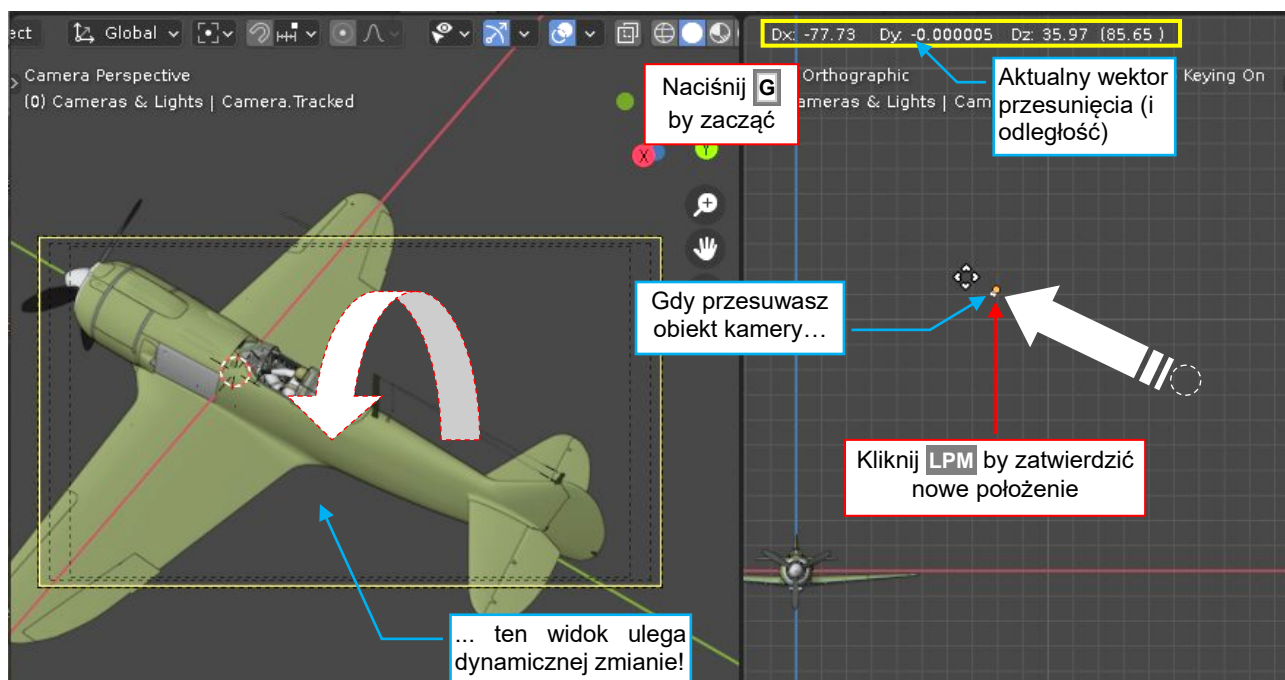 ect
Global
Dx: -77.73 Dy: -0.000005 Dz: 35.97 (85.65 )
Camera Perspective
(0) Cameras & Lights | Camera.Tracked
Naciśnij G
by zacząć
Orthographic
ameras & Lights | Cam
Keying On
Aktualny wektor
przesunięcia (i
odległość)
X
Y
Gdy przesuwasz
obiekt kamery…
Kliknij LPM by zatwierdzić
nowe położenie
... ten widok ulega
dynamicznej zmianie!